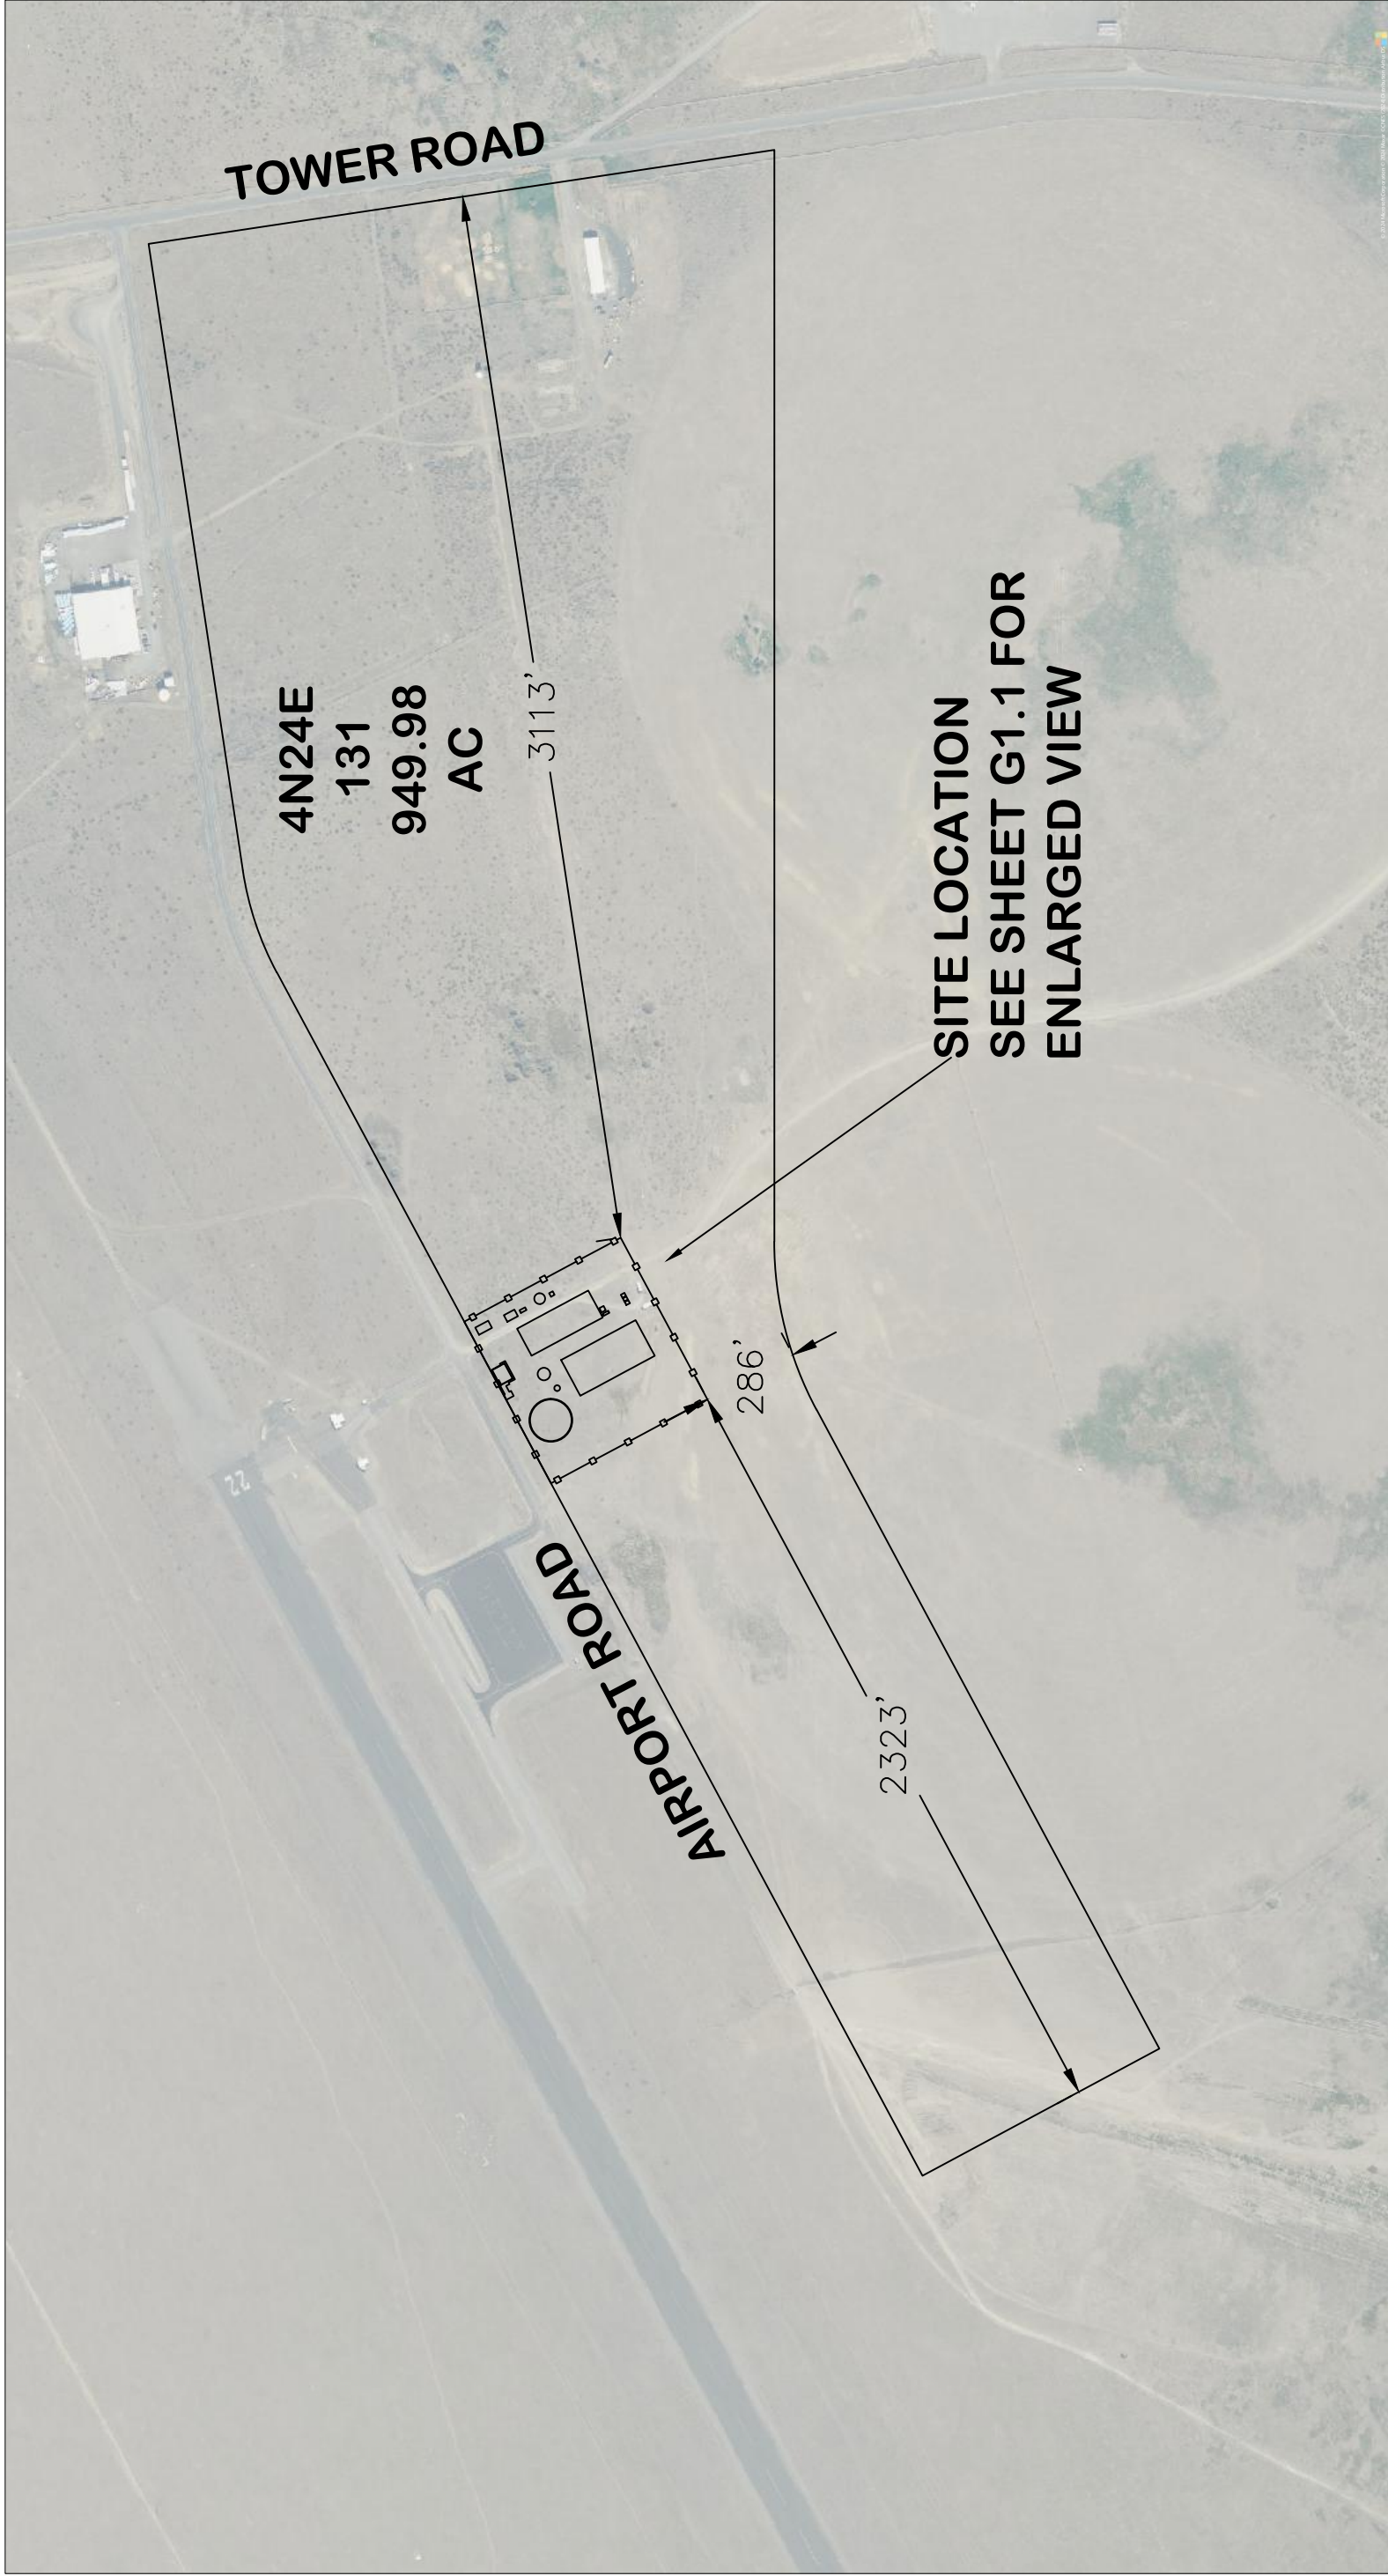 TOWER ROAD
4N24E
131
949.98
AC
3113'
SITE LOCATION
SEE SHEET G1.1 FOR
ENLARGED VIEW
286'
22
AIRPORT ROAD
2323'